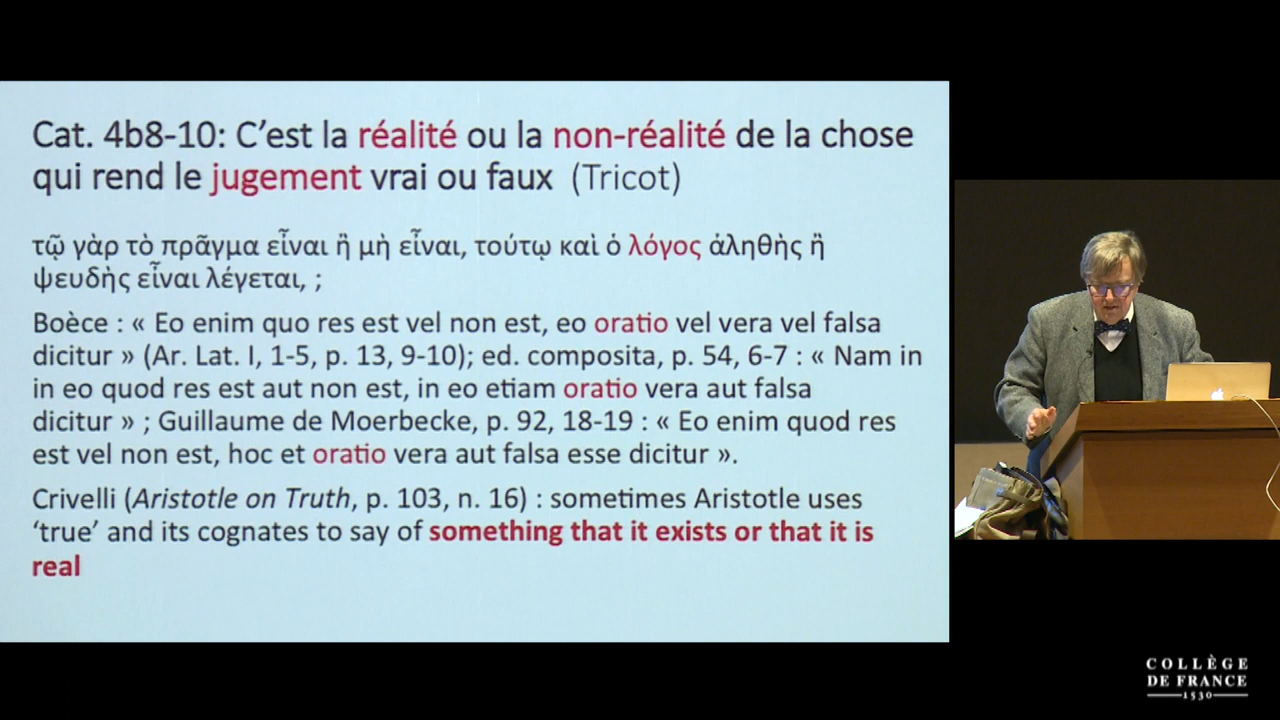 Cat. 4b8-10: C’est la réalité ou la non-réalité de la chose
qui rend le jugement vrai ou faux (Tricot)
τῷ γὰρ τὸ πρᾶγμα εἶναι ἢ μὴ εἶναι, τούτῳ καὶ ὁ λόγος ἀληθὴς ἢ
ψευδὴς εἶναι λέγεται, ;
Boèce : « Eo enim quo res est vel non est, eo oratio vel vera vel falsa
dicitur » (Ar. Lat. I, 1-5, p. 13, 9-10); ed. composita, p. 54, 6-7 : « Nam in
in eo quod res est aut non est, in eo etiam oratio vera aut falsa
dicitur » ; Guillaume de Moerbecke, p. 92, 18-19 : « Eo enim quod res
est vel non est, hoc et oratio vera aut falsa esse dicitur ».
Crivelli (Aristotle on Truth, p. 103, n. 16) : sometimes Aristotle uses
‘true’ and its cognates to say of something that it exists or that it is
real
COLLÈGE
DE FRANCE
1530